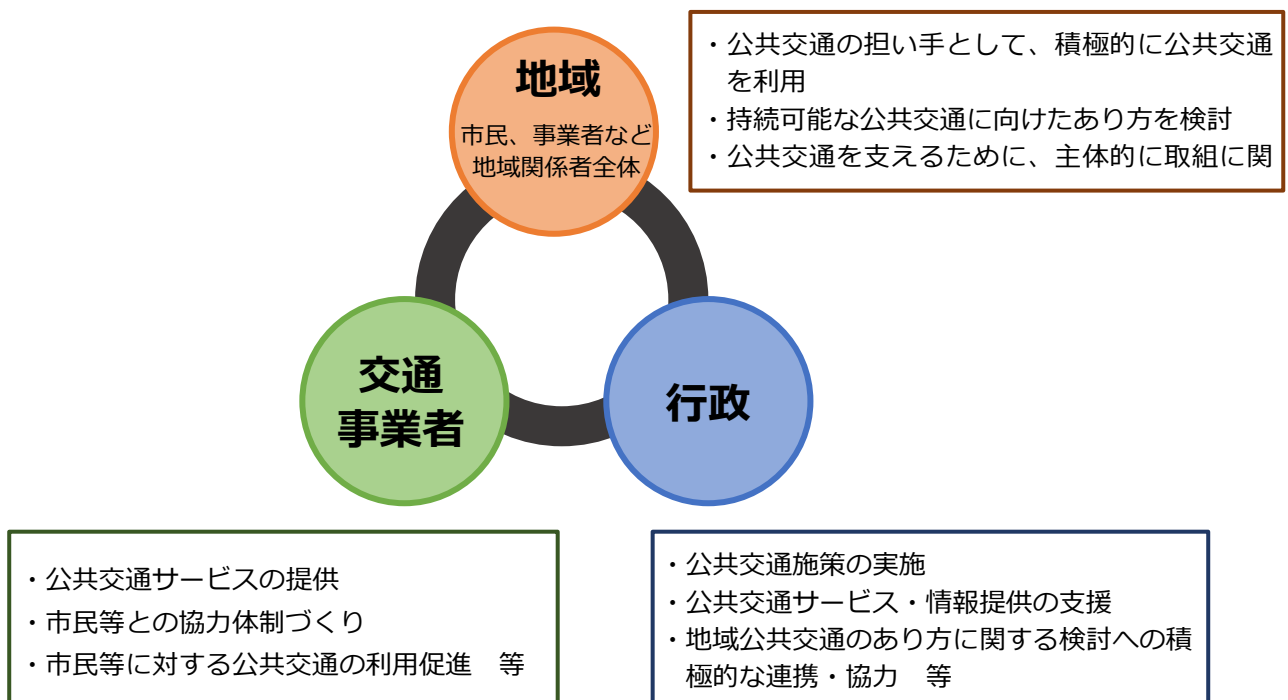 地域
市民、事業者など
地域関係者全体
・公共交通の担い手として、積極的に公共交通
を利用
・持続可能な公共交通に向けたあり方を検討
・公共交通を支えるために、主体的に取組に関
交通
事業者
行政
・公共交通サービスの提供
・市民等との協力体制づくり
・市民等に対する公共交通の利用促進　等
・公共交通施策の実施
・公共交通サービス・情報提供の支援
・地域公共交通のあり方に関する検討への積
極的な連携・協力　等